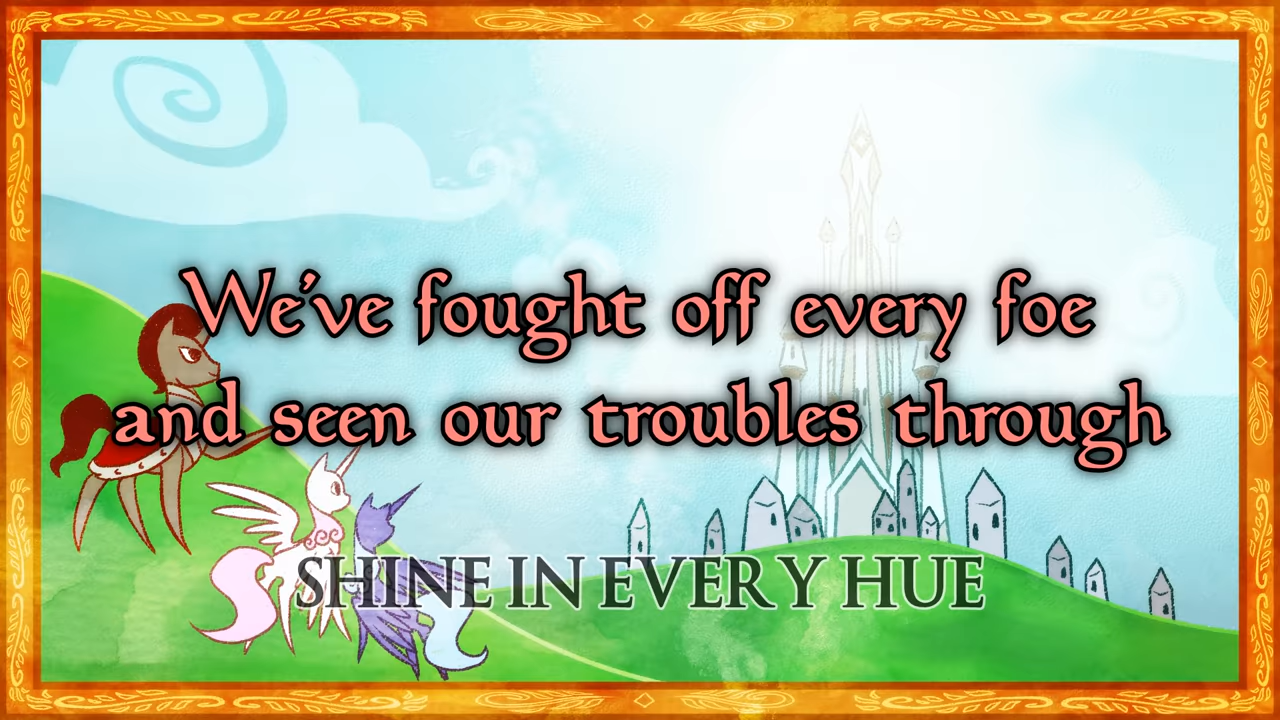 We've fought off every foe
and seen our troubles through
SHINE IN EVERY HUE